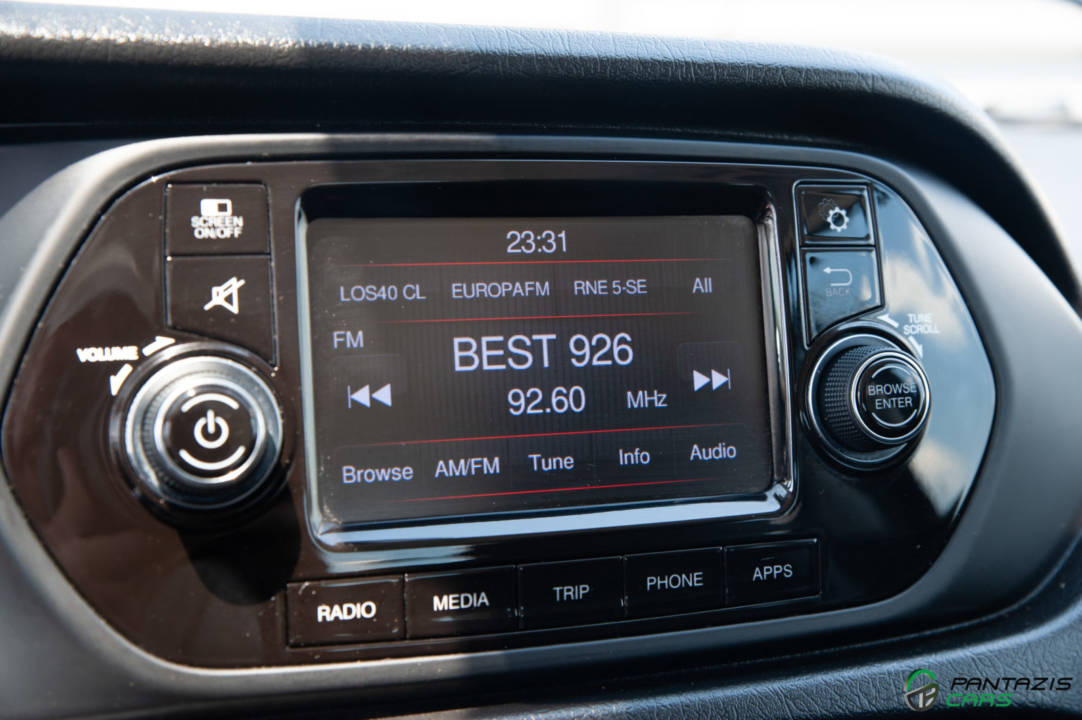 SCREEN
ON/OFF
VOLUME
23:31
LOS40 CL EUROPAFM RNE 5-SE All
FM
BEST 926
92.60 MHz
Browse AM/FM Tune Info Audio
BACK
TUNE
SCROLL
BROWSE
ENTER
RADIO MEDIA TRIP PHONE APPS
PANTAZIS
CARS